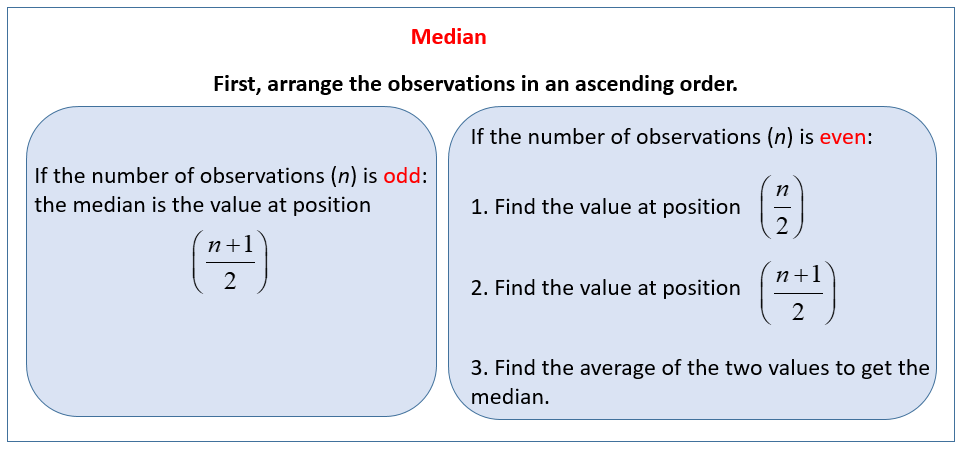 Median
First, arrange the observations in an ascending order.
If the number of observations (n) is odd:
the median is the value at position
(n+1/2)
If the number of observations (n) is even:
1. Find the value at position (n/2)
2. Find the value at position (n+1/2)
3. Find the average of the two values to get the
median.